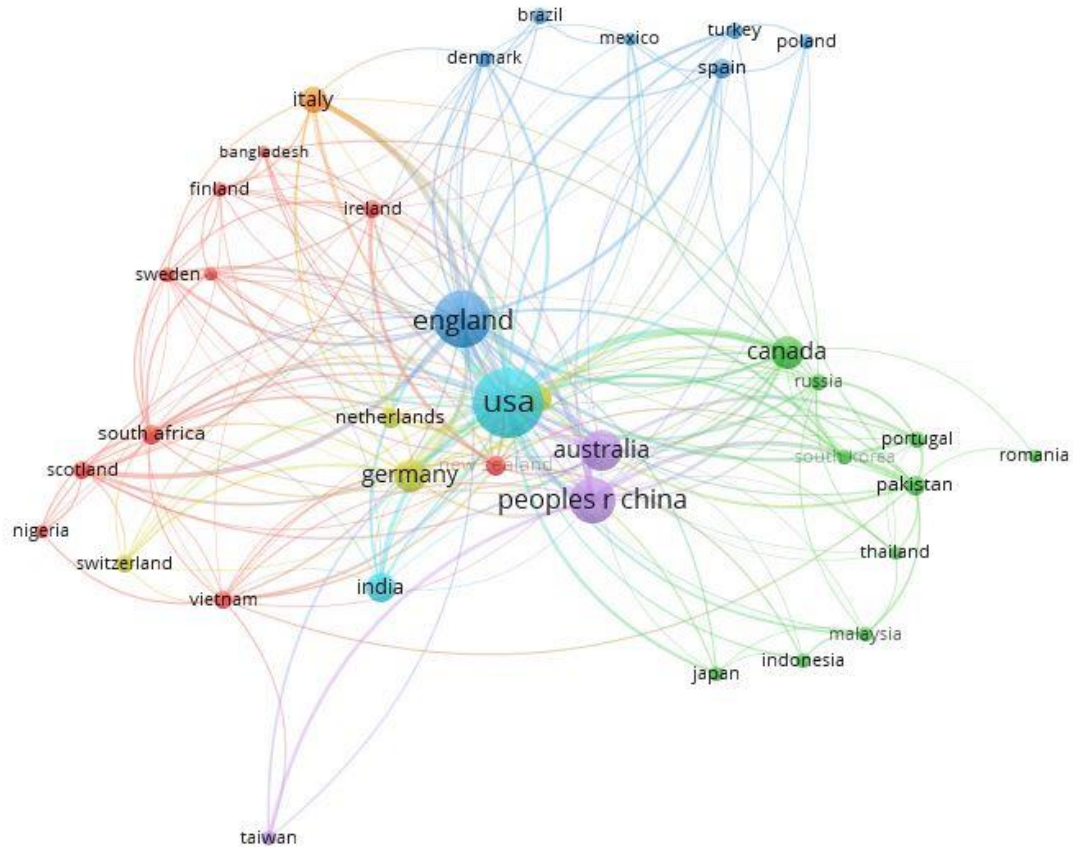 brazil
turkey
mexico
poland
denmark
spain
italy
bangladesh
finland
ireland
sweden
england
canada
russia
usa
netherlands
south africa
portugal
australia
romania
south korea
new zealand
scotland
germany
pakistan
peoples r china
nigeria
thailand
switzerland
india
vietnam
malaysia
indonesia
japan
taiwan